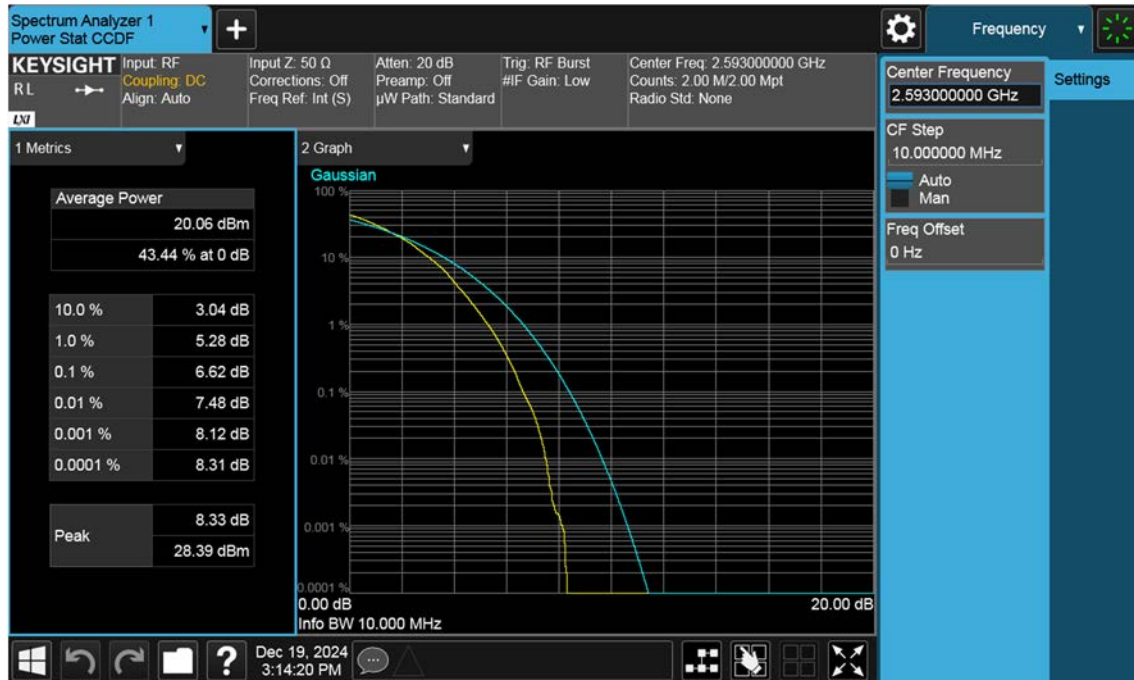 Spectrum Analyzer 1
Power Stat CCDF
Frequency
KEYSIGHT
RL
LXI
Input: RF
Coupling: DC
Align: Auto
Input Z: 50 Ω
Corrections: Off
Freq Ref: Int (S)
Atten: 20 dB
Preamp: Off
µW Path: Standard
Trig: RF Burst
#IF Gain: Low
Center Freq: 2.593000000 GHz
Counts: 2.00 M/2.00 Mpt
Radio Std: None
Center Frequency
2.593000000 GHz
Settings
CF Step
10.000000 MHz
Auto
Man
Freq Offset
0 Hz
1 Metrics
Average Power
20.06 dBm
43.44 % at 0 dB
10.0 % 3.04 dB
1.0 % 5.28 dB
0.1 % 6.62 dB
0.01 % 7.48 dB
0.001 % 8.12 dB
0.0001 % 8.31 dB
Peak
8.33 dB
28.39 dBm
2 Graph
Gaussian
100 %
10 %
1 %
0.1 %
0.01 %
0.001 %
0.0001 %
0.00 dB 20.00 dB
Info BW 10.000 MHz
?
Dec 19, 2024
3:14:20 PM